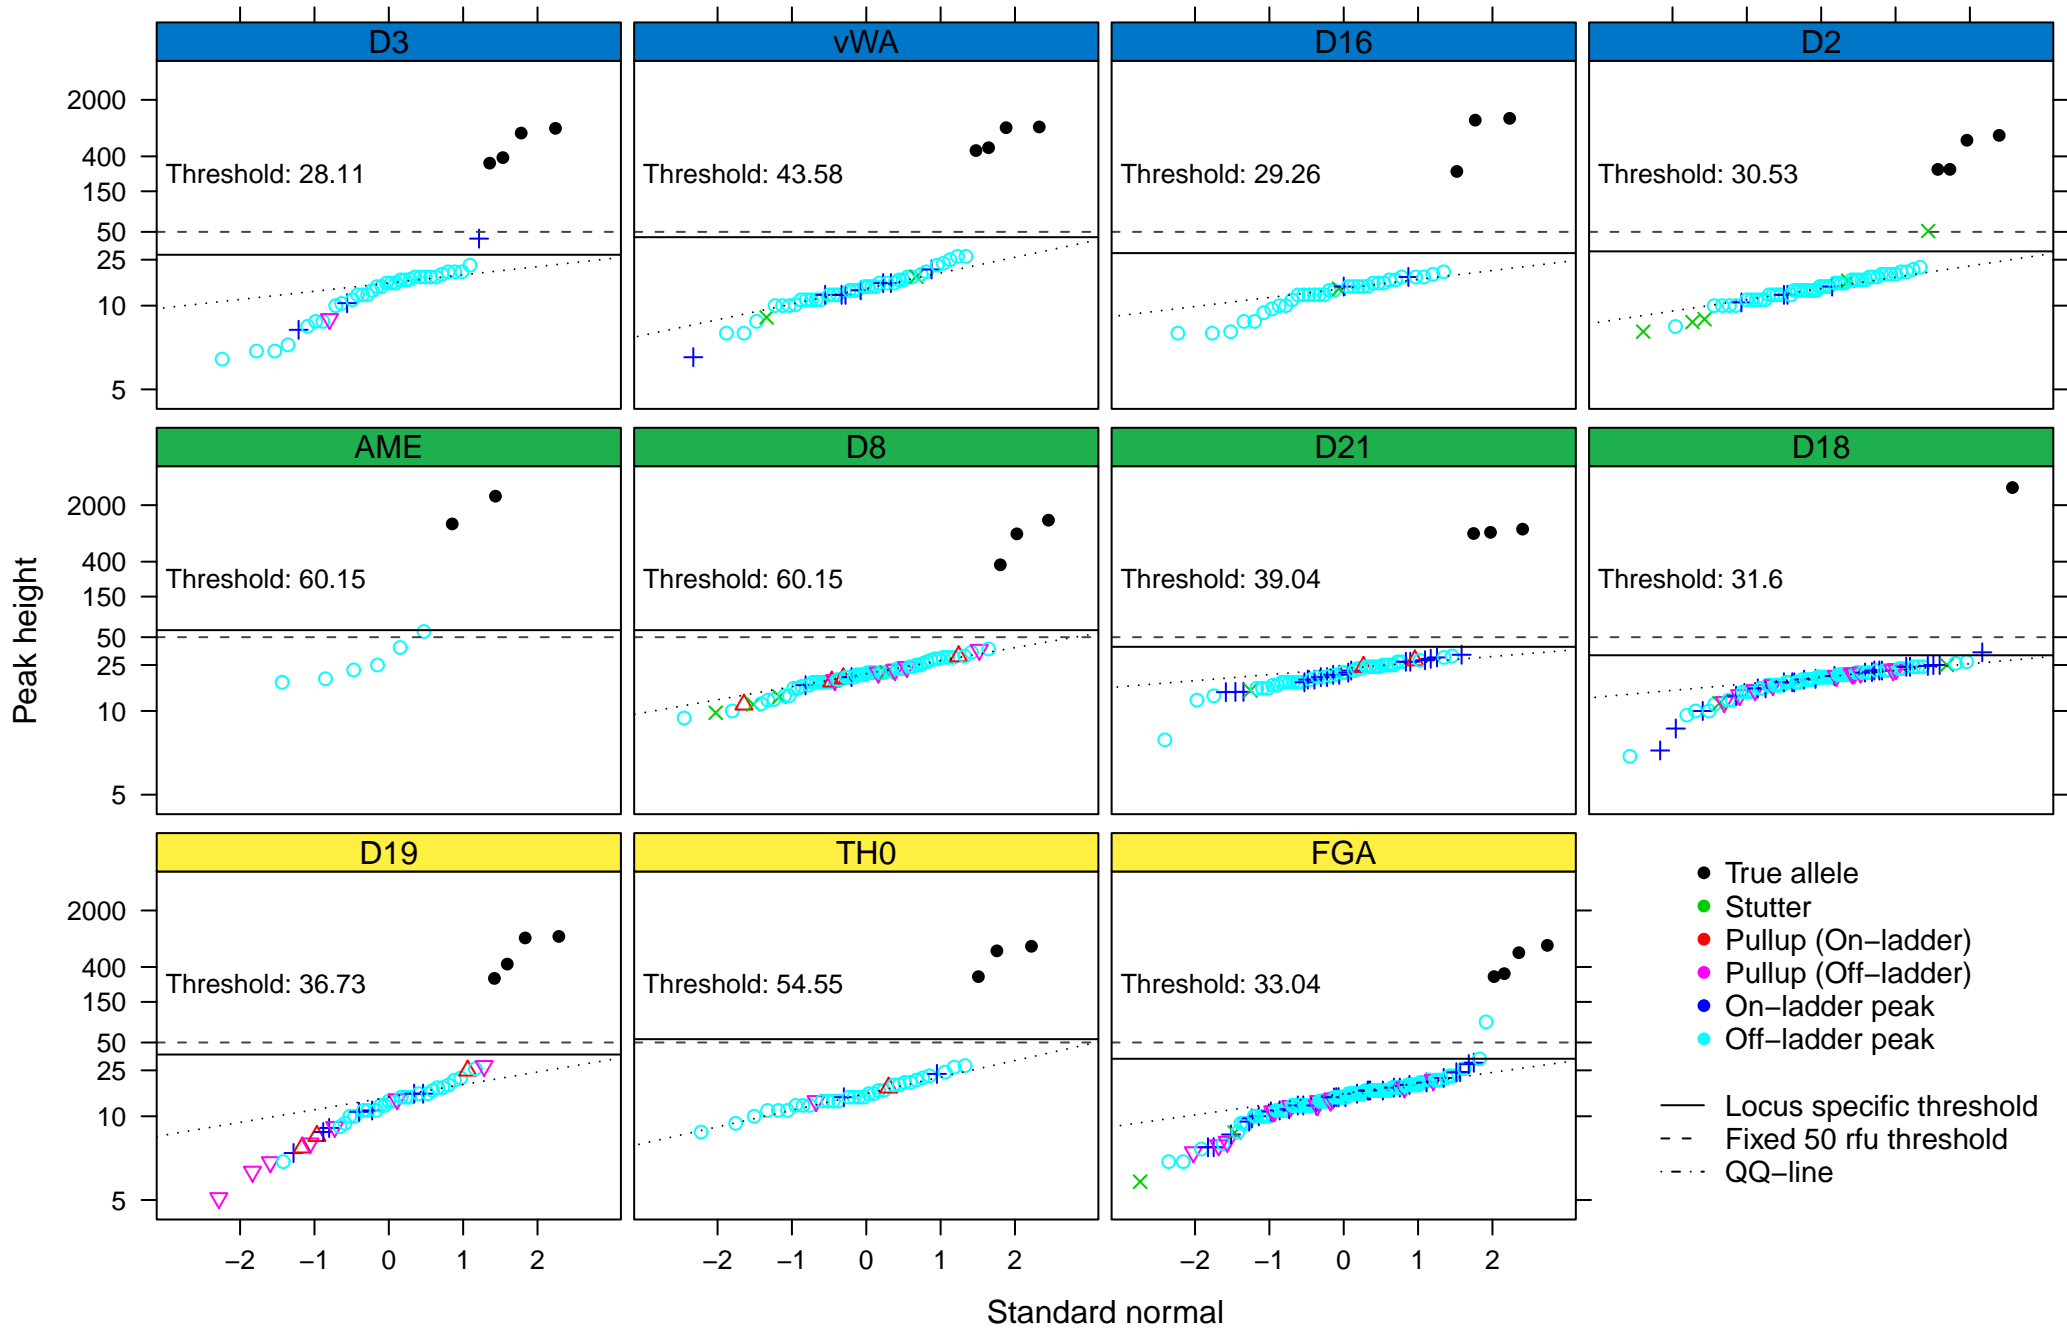 D3 vWA D16 D2
2000
400
150
50
25
10
5
Threshold: 28.11
Threshold: 43.58
Threshold: 29.26
Threshold: 30.53
AME D8 D21 D18
2000
400
150
50
25
10
5
Threshold: 60.15
Threshold: 60.15
Threshold: 39.04
Threshold: 31.6
D19 TH0 FGA
2000
400
150
50
25
10
5
Threshold: 36.73
Threshold: 54.55
Threshold: 33.04
True allele
Stutter
Pullup (On−ladder)
Pullup (Off−ladder)
On−ladder peak
Off−ladder peak
Locus specific threshold
Fixed 50 rfu threshold
QQ−line
−2 −1 0 1 2
−2 −1 0 1 2
−2 −1 0 1 2
Standard normal
Peak height